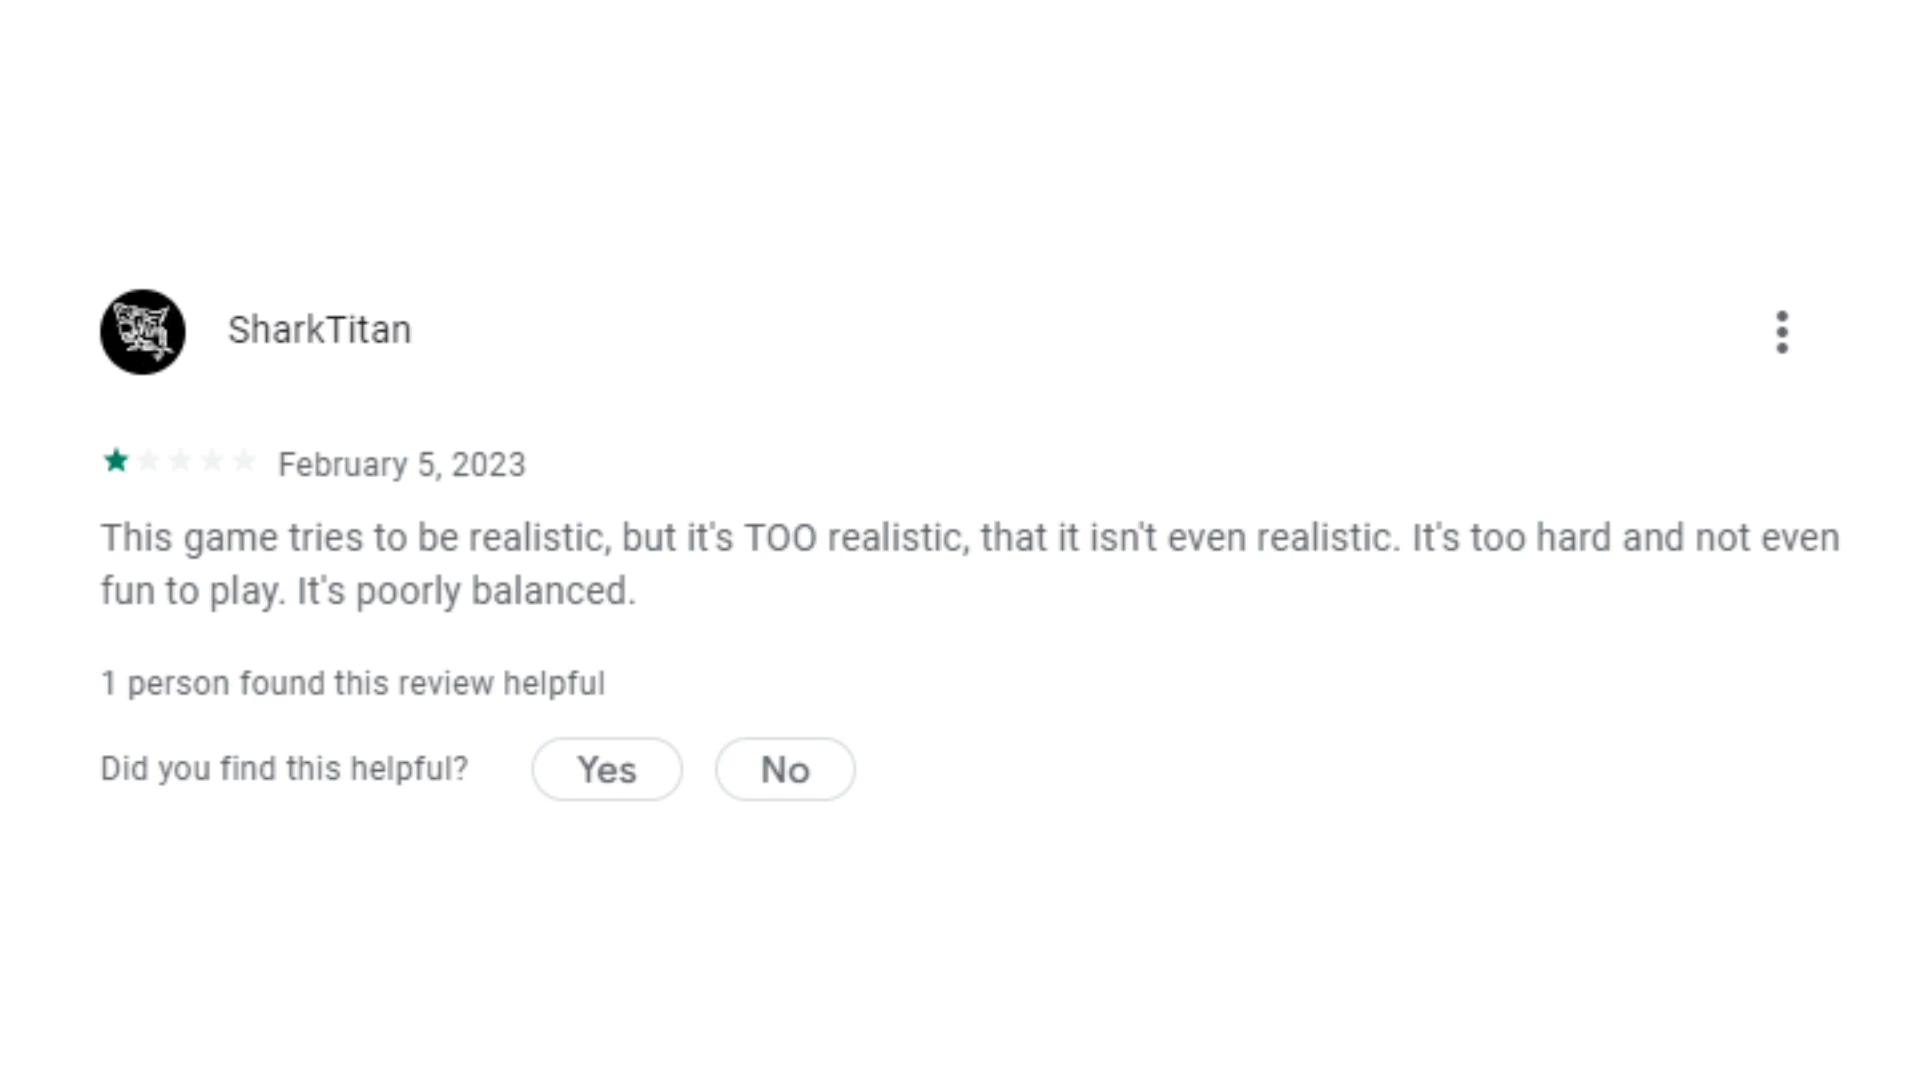 SharkTitan
February 5, 2023
This game tries to be realistic, but it's TOO realistic, that it isn't even realistic. It's too hard and not even
fun to play. It's poorly balanced.
1 person found this review helpful
Did you find this helpful? Yes No